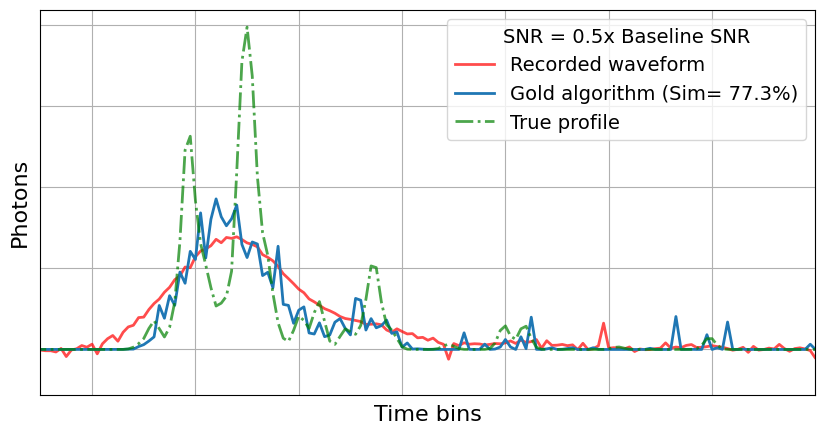 SNR = 0.5x Baseline SNR
Recorded waveform
Gold algorithm (Sim= 77.3%)
True profile
Photons
Time bins